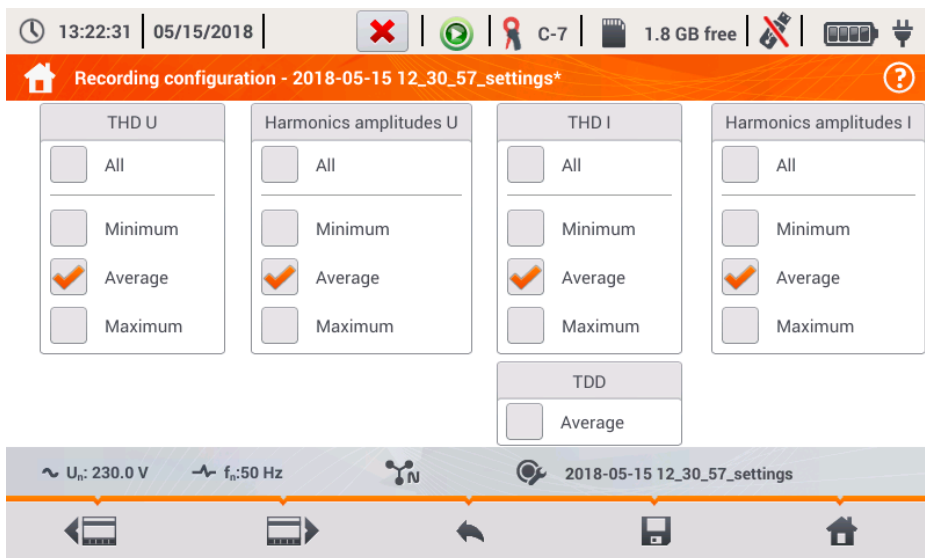 13:22:31 05/15/2018 C-7 1.8 GB free
Recording configuration - 2018-05-15 12_30_57_settings* ?
THD U Harmonics amplitudes U THD I Harmonics amplitudes I
All All All All
Minimum Minimum Minimum Minimum
Average Average Average Average
Maximum Maximum Maximum Maximum
TDD
Average
Un: 230.0 V fn:50 Hz N 2018-05-15 12_30_57_settings